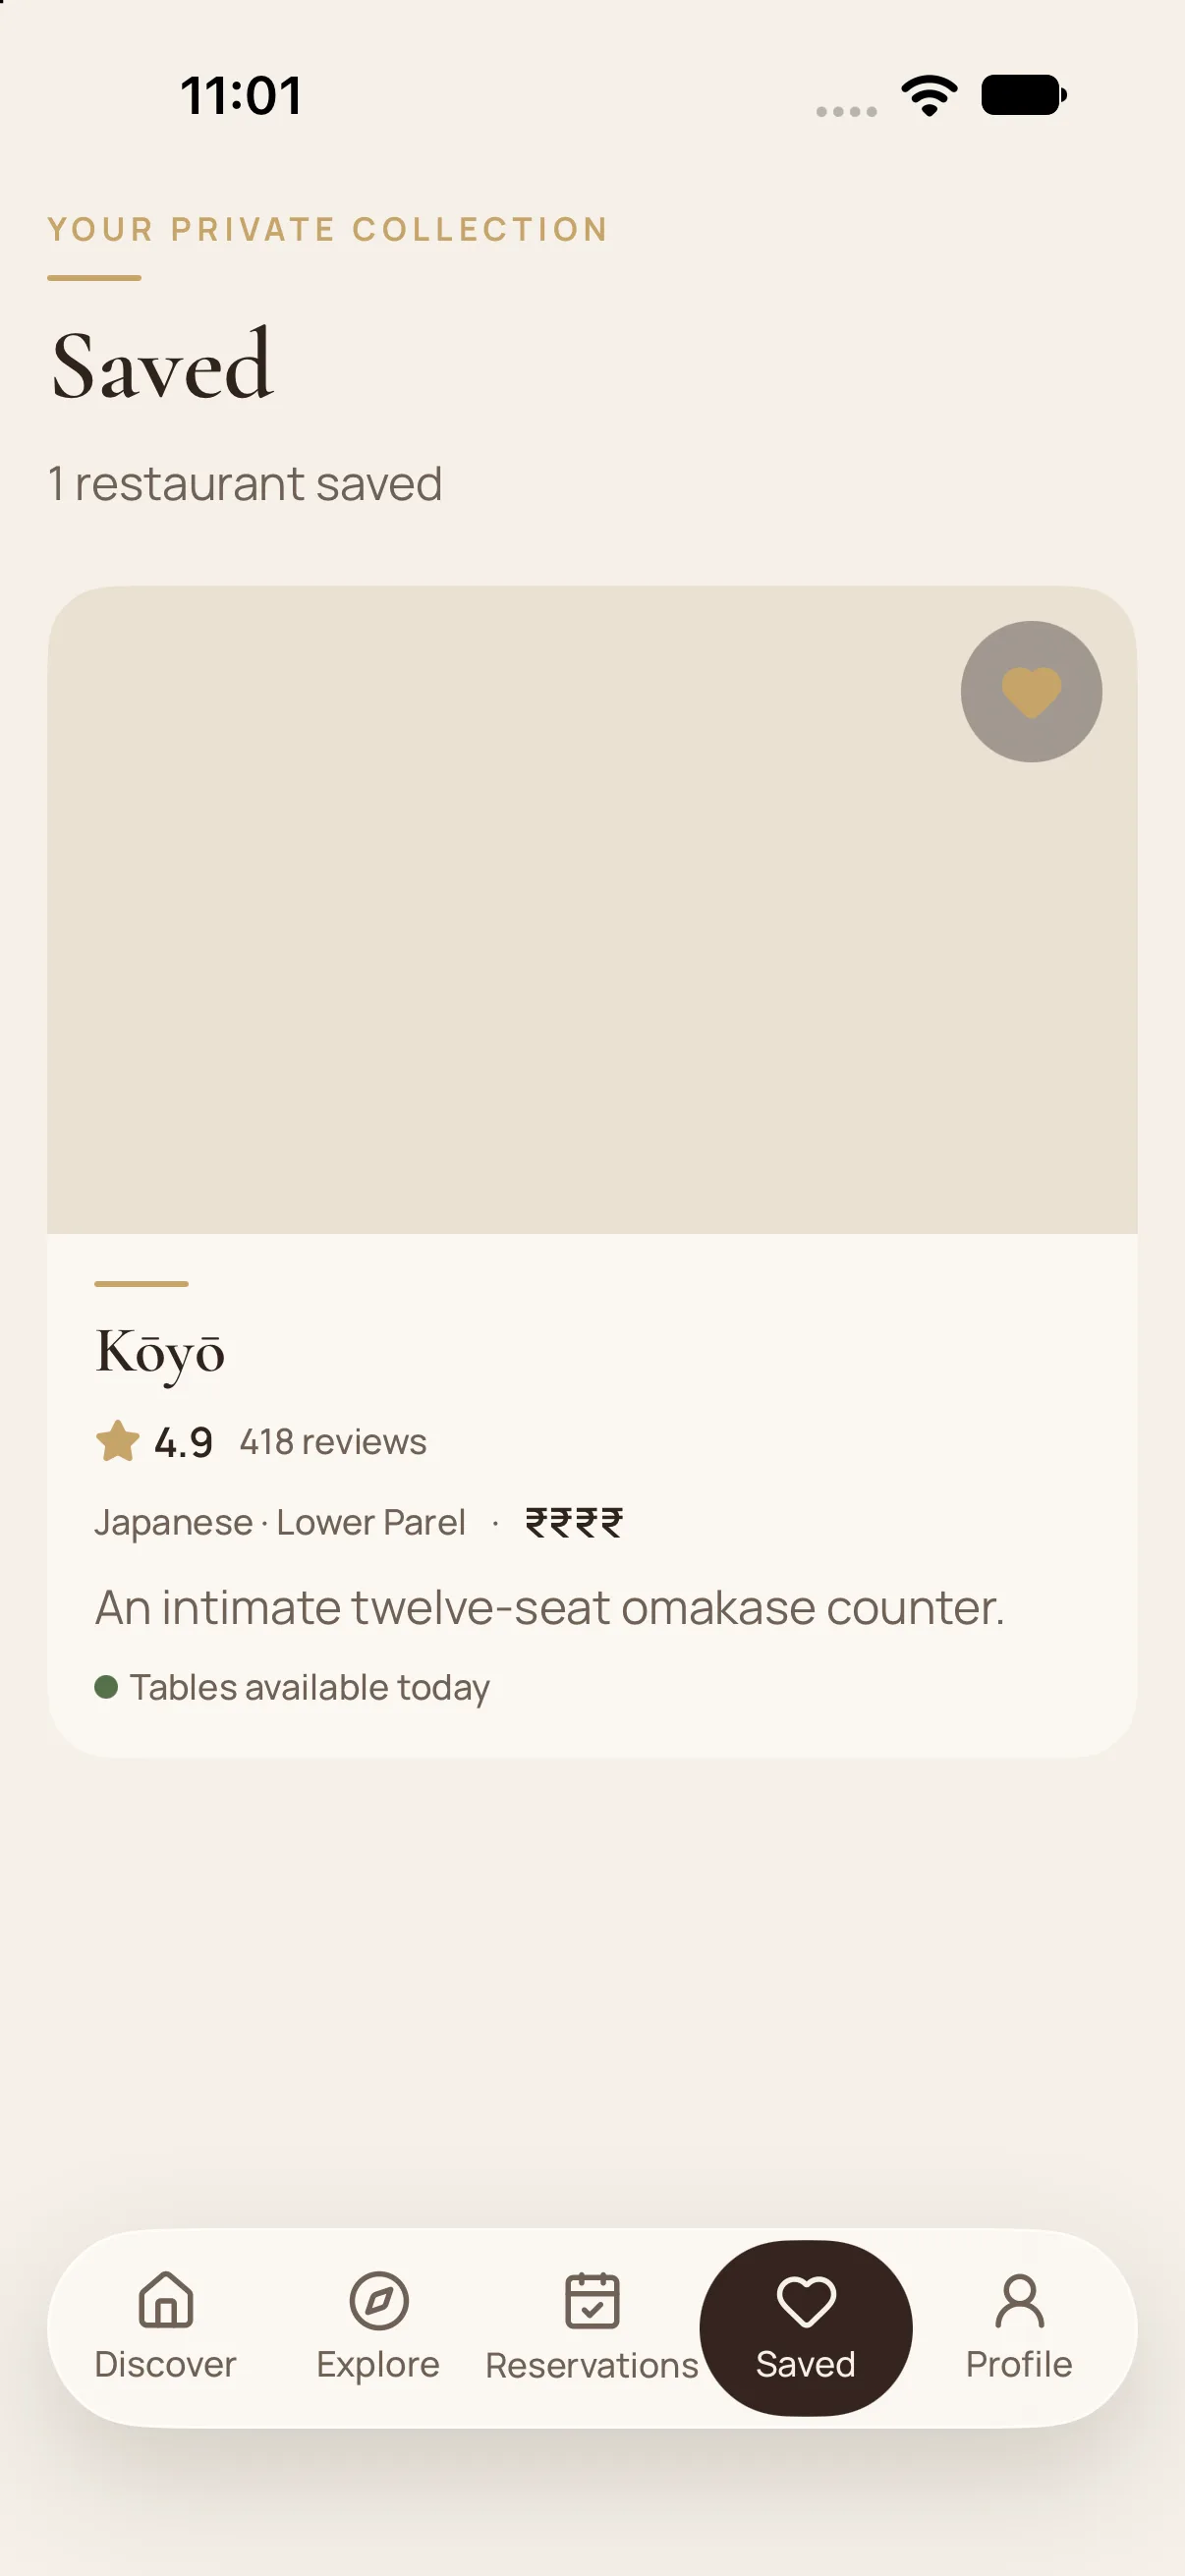 11:01
YOUR PRIVATE COLLECTION
Saved
1 restaurant saved
Kōyō
4.9 418 reviews
Japanese · Lower Parel · ₹₹₹₹
An intimate twelve-seat omakase counter.
Tables available today
Discover Explore Reservations Saved Profile